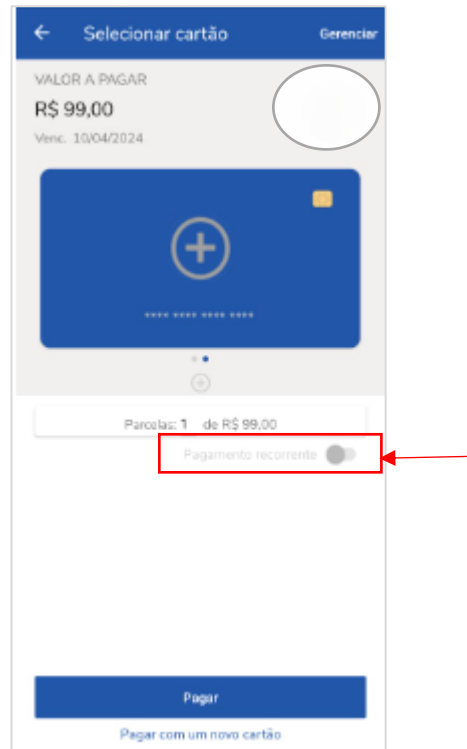 Selecionar cartão Gerenciar
VALOR A PAGAR
R$ 99,00
Venc. 10/04/2024
**** **** **** ****
Parcelas: 1 de R$ 99,00
Pagamento recorrente
Pagar
Pagar com um novo cartão